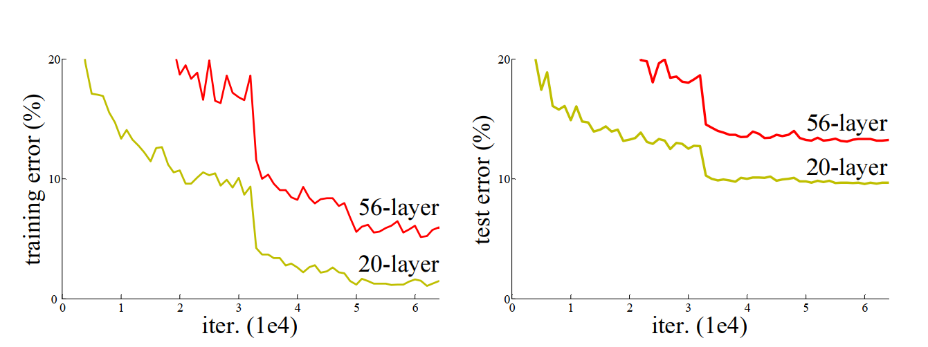 training error (%)
20
10
0
56-layer
20-layer
0 1 2 3 4 5 6
iter. (1e4)
test error (%)
20
10
0
56-layer
20-layer
0 1 2 3 4 5 6
iter. (1e4)